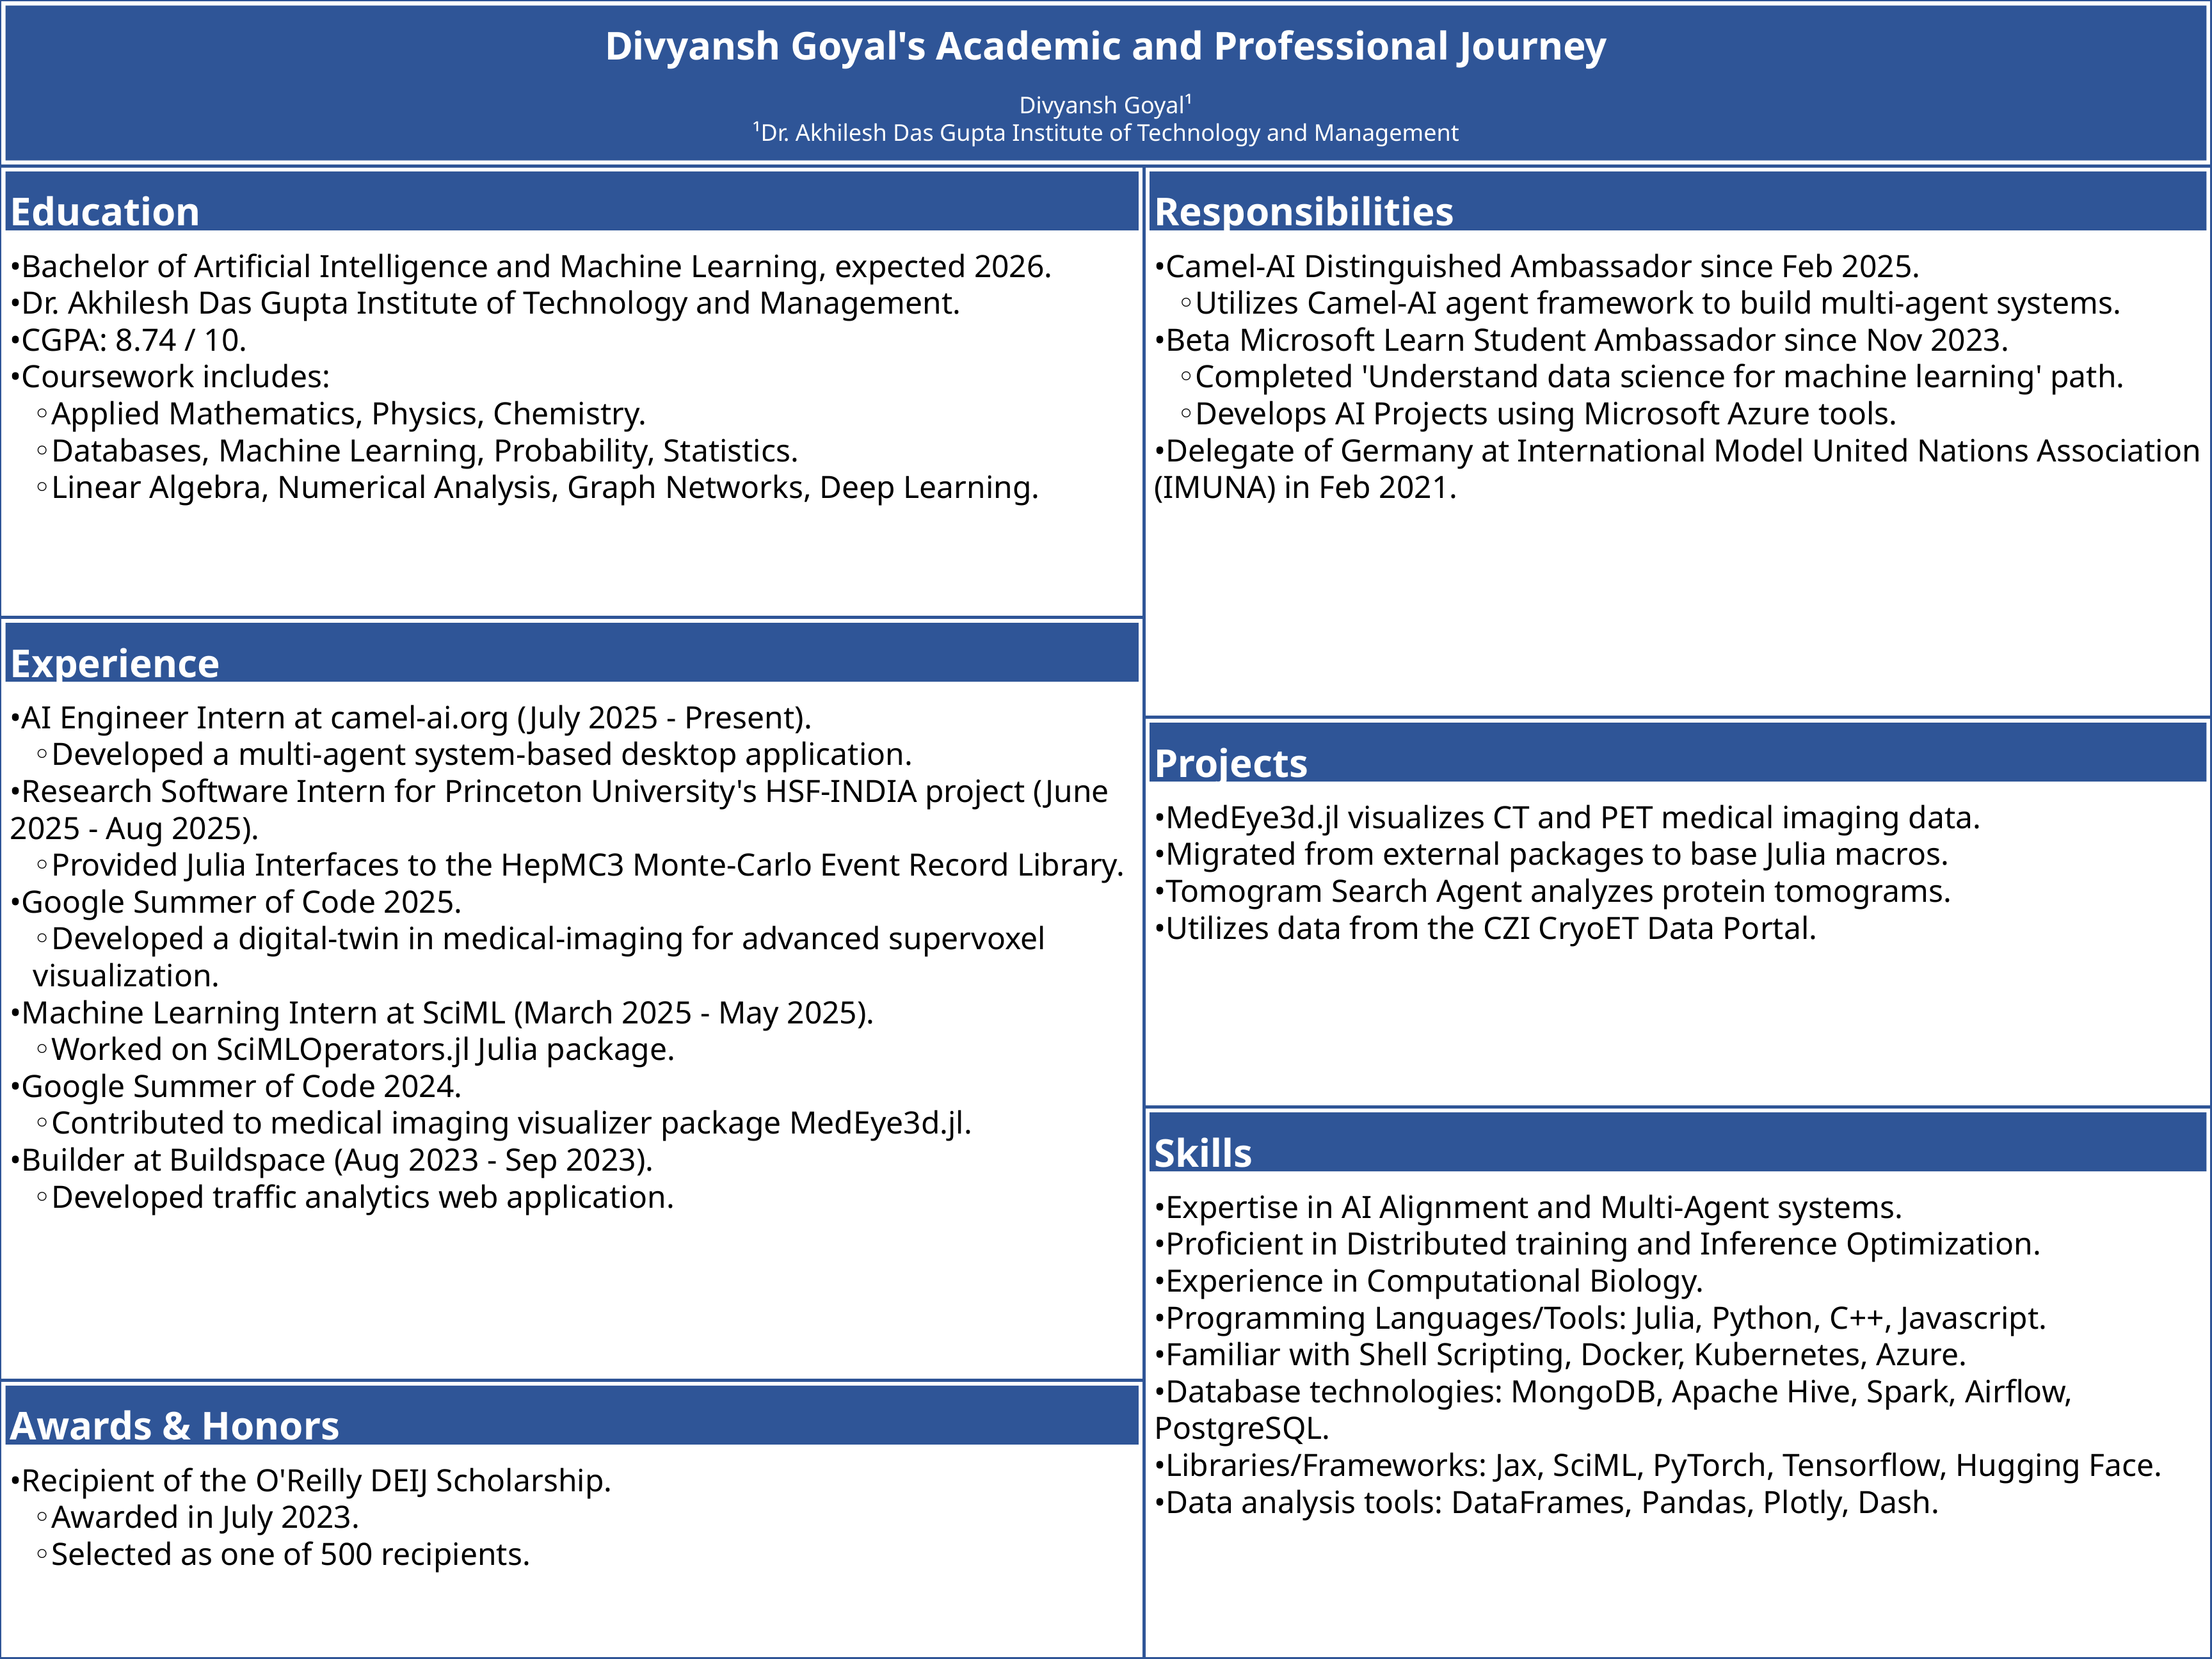 Divyansh Goyal's Academic and Professional Journey
Divyansh Goyal¹
¹Dr. Akhilesh Das Gupta Institute of Technology and Management
Education
•Bachelor of Artificial Intelligence and Machine Learning, expected 2026.
•Dr. Akhilesh Das Gupta Institute of Technology and Management.
•CGPA: 8.74 / 10.
•Coursework includes:
◦Applied Mathematics, Physics, Chemistry.
◦Databases, Machine Learning, Probability, Statistics.
◦Linear Algebra, Numerical Analysis, Graph Networks, Deep Learning.
Experience
•AI Engineer Intern at camel-ai.org (July 2025 - Present).
◦Developed a multi-agent system-based desktop application.
•Research Software Intern for Princeton University's HSF-INDIA project (June
2025 - Aug 2025).
◦Provided Julia Interfaces to the HepMC3 Monte-Carlo Event Record Library.
•Google Summer of Code 2025.
◦Developed a digital-twin in medical-imaging for advanced supervoxel
visualization.
•Machine Learning Intern at SciML (March 2025 - May 2025).
◦Worked on SciMLOperators.jl Julia package.
•Google Summer of Code 2024.
◦Contributed to medical imaging visualizer package MedEye3d.jl.
•Builder at Buildspace (Aug 2023 - Sep 2023).
◦Developed traffic analytics web application.
Awards & Honors
•Recipient of the O'Reilly DEIJ Scholarship.
◦Awarded in July 2023.
◦Selected as one of 500 recipients.
Responsibilities
•Camel-AI Distinguished Ambassador since Feb 2025.
◦Utilizes Camel-AI agent framework to build multi-agent systems.
•Beta Microsoft Learn Student Ambassador since Nov 2023.
◦Completed 'Understand data science for machine learning' path.
◦Develops AI Projects using Microsoft Azure tools.
•Delegate of Germany at International Model United Nations Association
(IMUNA) in Feb 2021.
Projects
•MedEye3d.jl visualizes CT and PET medical imaging data.
•Migrated from external packages to base Julia macros.
•Tomogram Search Agent analyzes protein tomograms.
•Utilizes data from the CZI CryoET Data Portal.
Skills
•Expertise in AI Alignment and Multi-Agent systems.
•Proficient in Distributed training and Inference Optimization.
•Experience in Computational Biology.
•Programming Languages/Tools: Julia, Python, C++, Javascript.
•Familiar with Shell Scripting, Docker, Kubernetes, Azure.
•Database technologies: MongoDB, Apache Hive, Spark, Airflow,
PostgreSQL.
•Libraries/Frameworks: Jax, SciML, PyTorch, Tensorflow, Hugging Face.
•Data analysis tools: DataFrames, Pandas, Plotly, Dash.